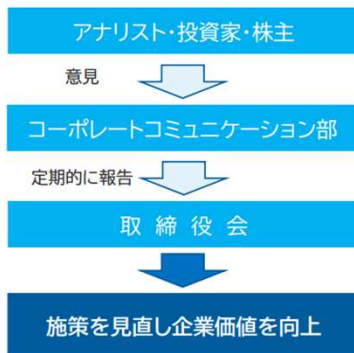 アナリスト・投資家・株主
意見
コーポレートコミュニケーション部
定期的に報告
取締役会
施策を見直し企業価値を向上